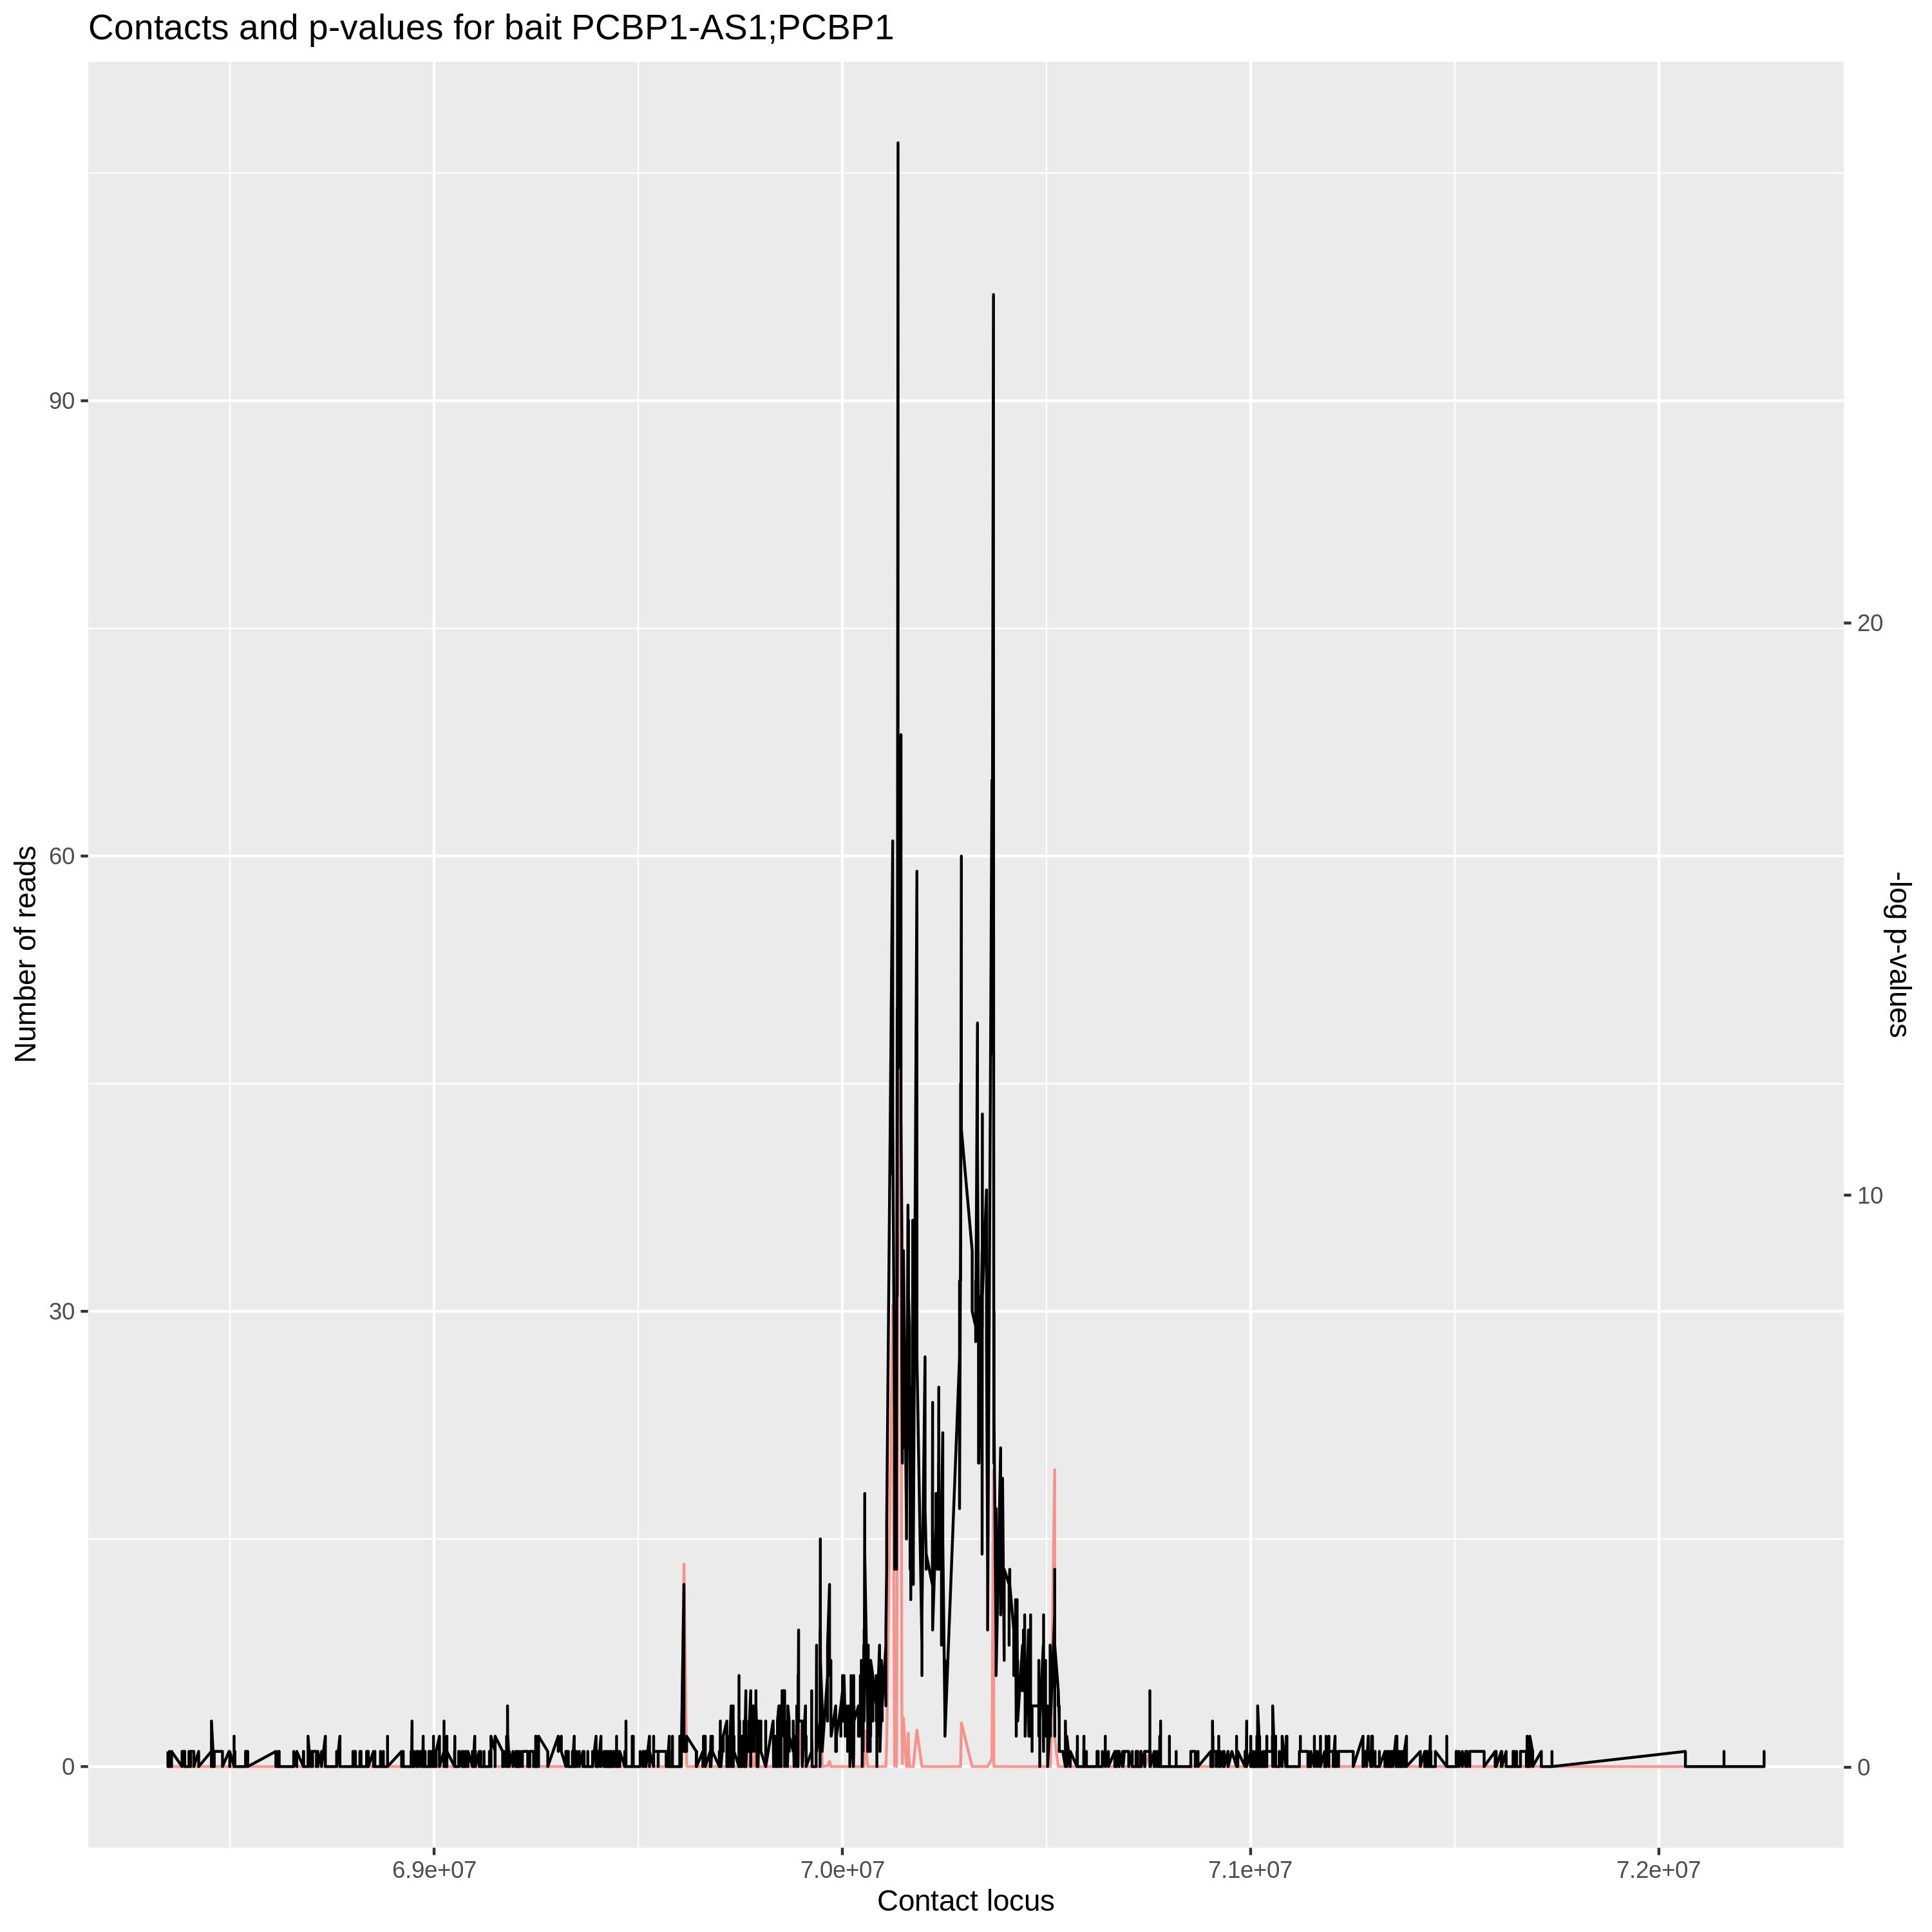 Contacts and p-values for bait PCBP1-AS1;PCBP1
90
60
30
0
Number of reads
20
10
0
-log p-values
6.9e+07 7.0e+07 7.1e+07 7.2e+07
Contact locus